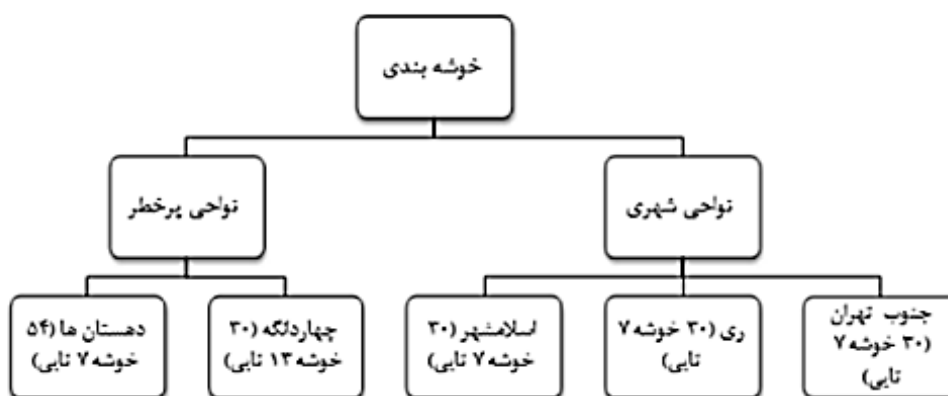 خوشه بندی
نواحی شهری
نواحی پرخطر
جنوب تهران
(۳۰ خوشه ۷
تایی)
ری (۳۰ خوشه ۷
تایی)
اسلامشهر (۳۰
خوشه ۷ تایی)
چهاردانگه (۳۰
خوشه ۱۳ تایی)
دهستان ها (۵۴
خوشه ۷ تایی)